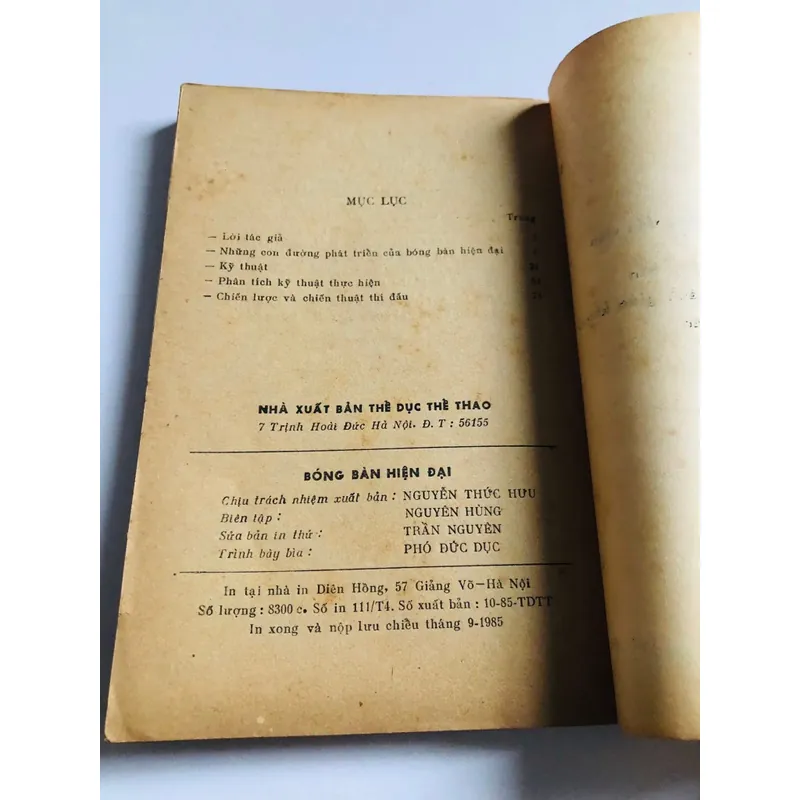 MỤC LỤC
Trang
— Lời tác giả
— Những con đường phát triển của bóng bàn hiện đại
— Kỹ thuật
— Phân tích kỹ thuật thực hiện
— Chiến lược và chiến thuật thi đấu
NHÀ XUẤT BẢN THỂ DỤC THỂ THAO
7 Trịnh Hoài Đức Hà Nội. Đ. T : 56155
BÓNG BÀN HIỆN ĐẠI
Chịu trách nhiệm xuất bản : NGUYỄN THỨC HƯU
Biên tập : NGUYÊN HÙNG
Sửa bản in thử : TRẦN NGUYÊN
Trình bày bìa : PHÓ ĐỨC DỤC
In tại nhà in Diên Hồng, 57 Giảng Võ—Hà Nội
Số lượng : 8300 c. Số in 111/T4. Số xuất bản : 10-85-TDTT
In xong và nộp lưu chiều tháng 9-1985